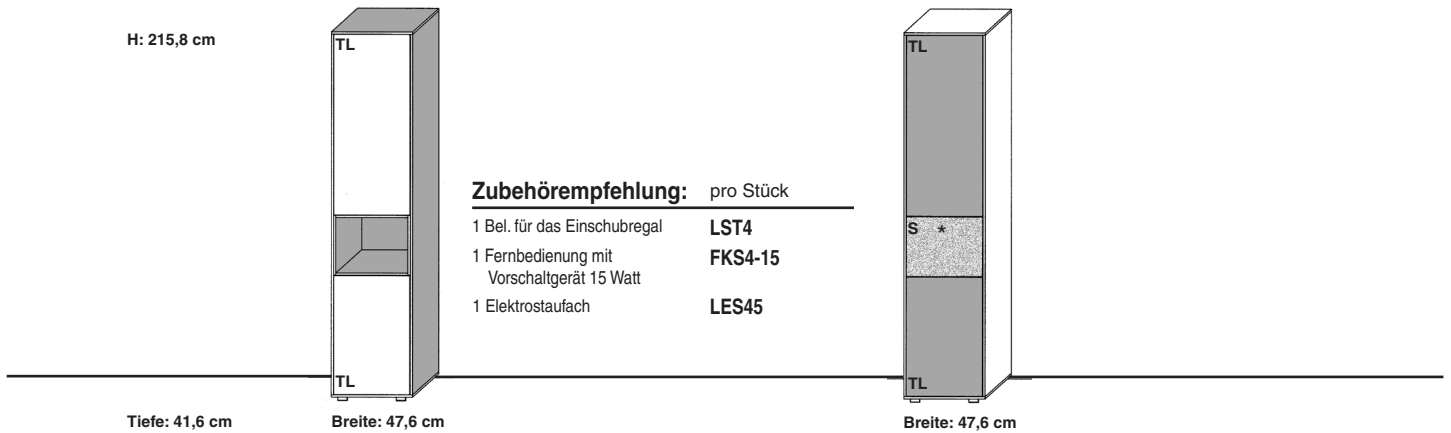 H: 215,8 cm
TL
TL
Zubehörempfehlung: pro Stück
1 Bel. für das Einschubregal LST4
1 Fernbedienung mit FKS4-15
Vorschaltgerät 15 Watt
1 Elektrostaufach LES45
TL
S *
TL
Tiefe: 41,6 cm
Breite: 47,6 cm
Breite: 47,6 cm